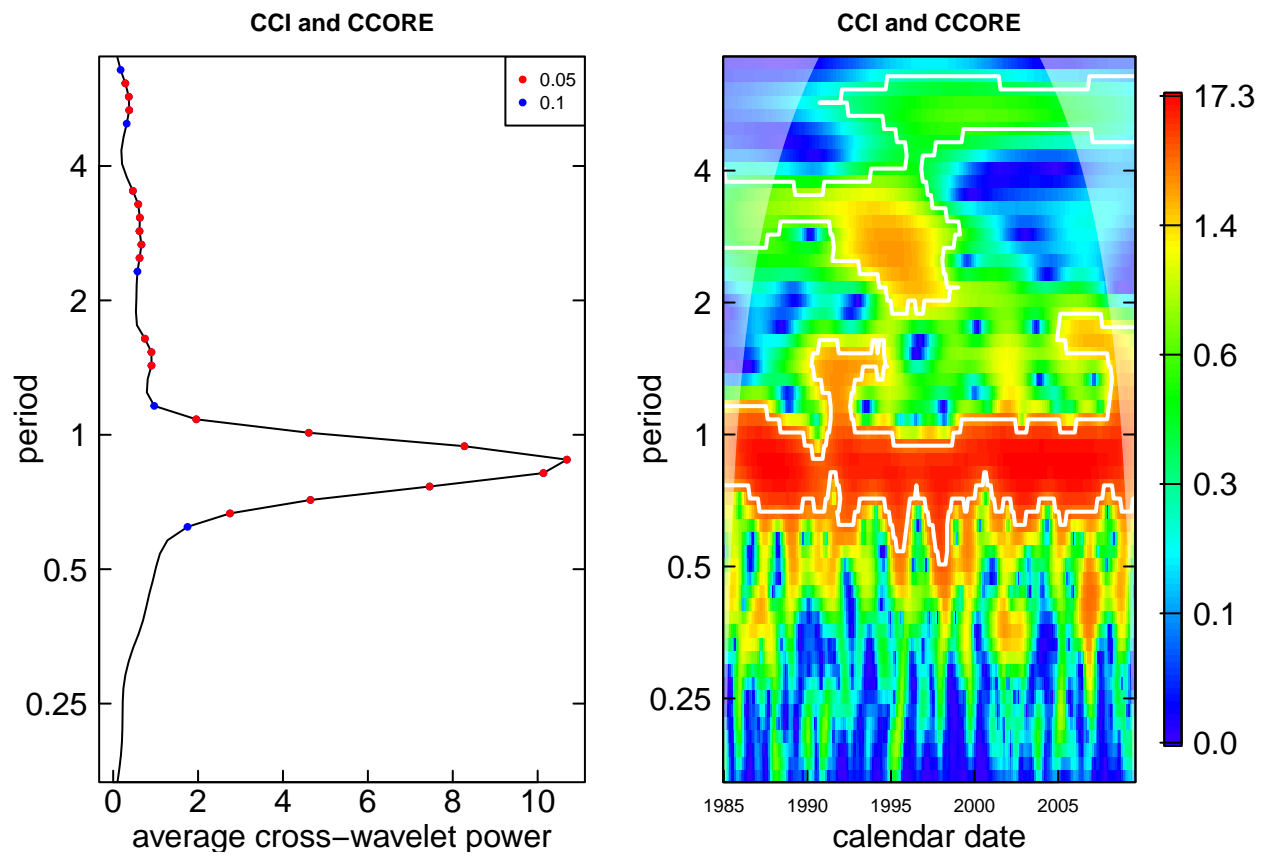 CCI and CCORE
0.05
0.1
4
2
1
0.5
0.25
period
0 2 4 6 8 10
average cross−wavelet power
CCI and CCORE
4
2
1
0.5
0.25
period
1985 1990 1995 2000 2005
calendar date
17.3
1.4
0.6
0.3
0.1
0.0